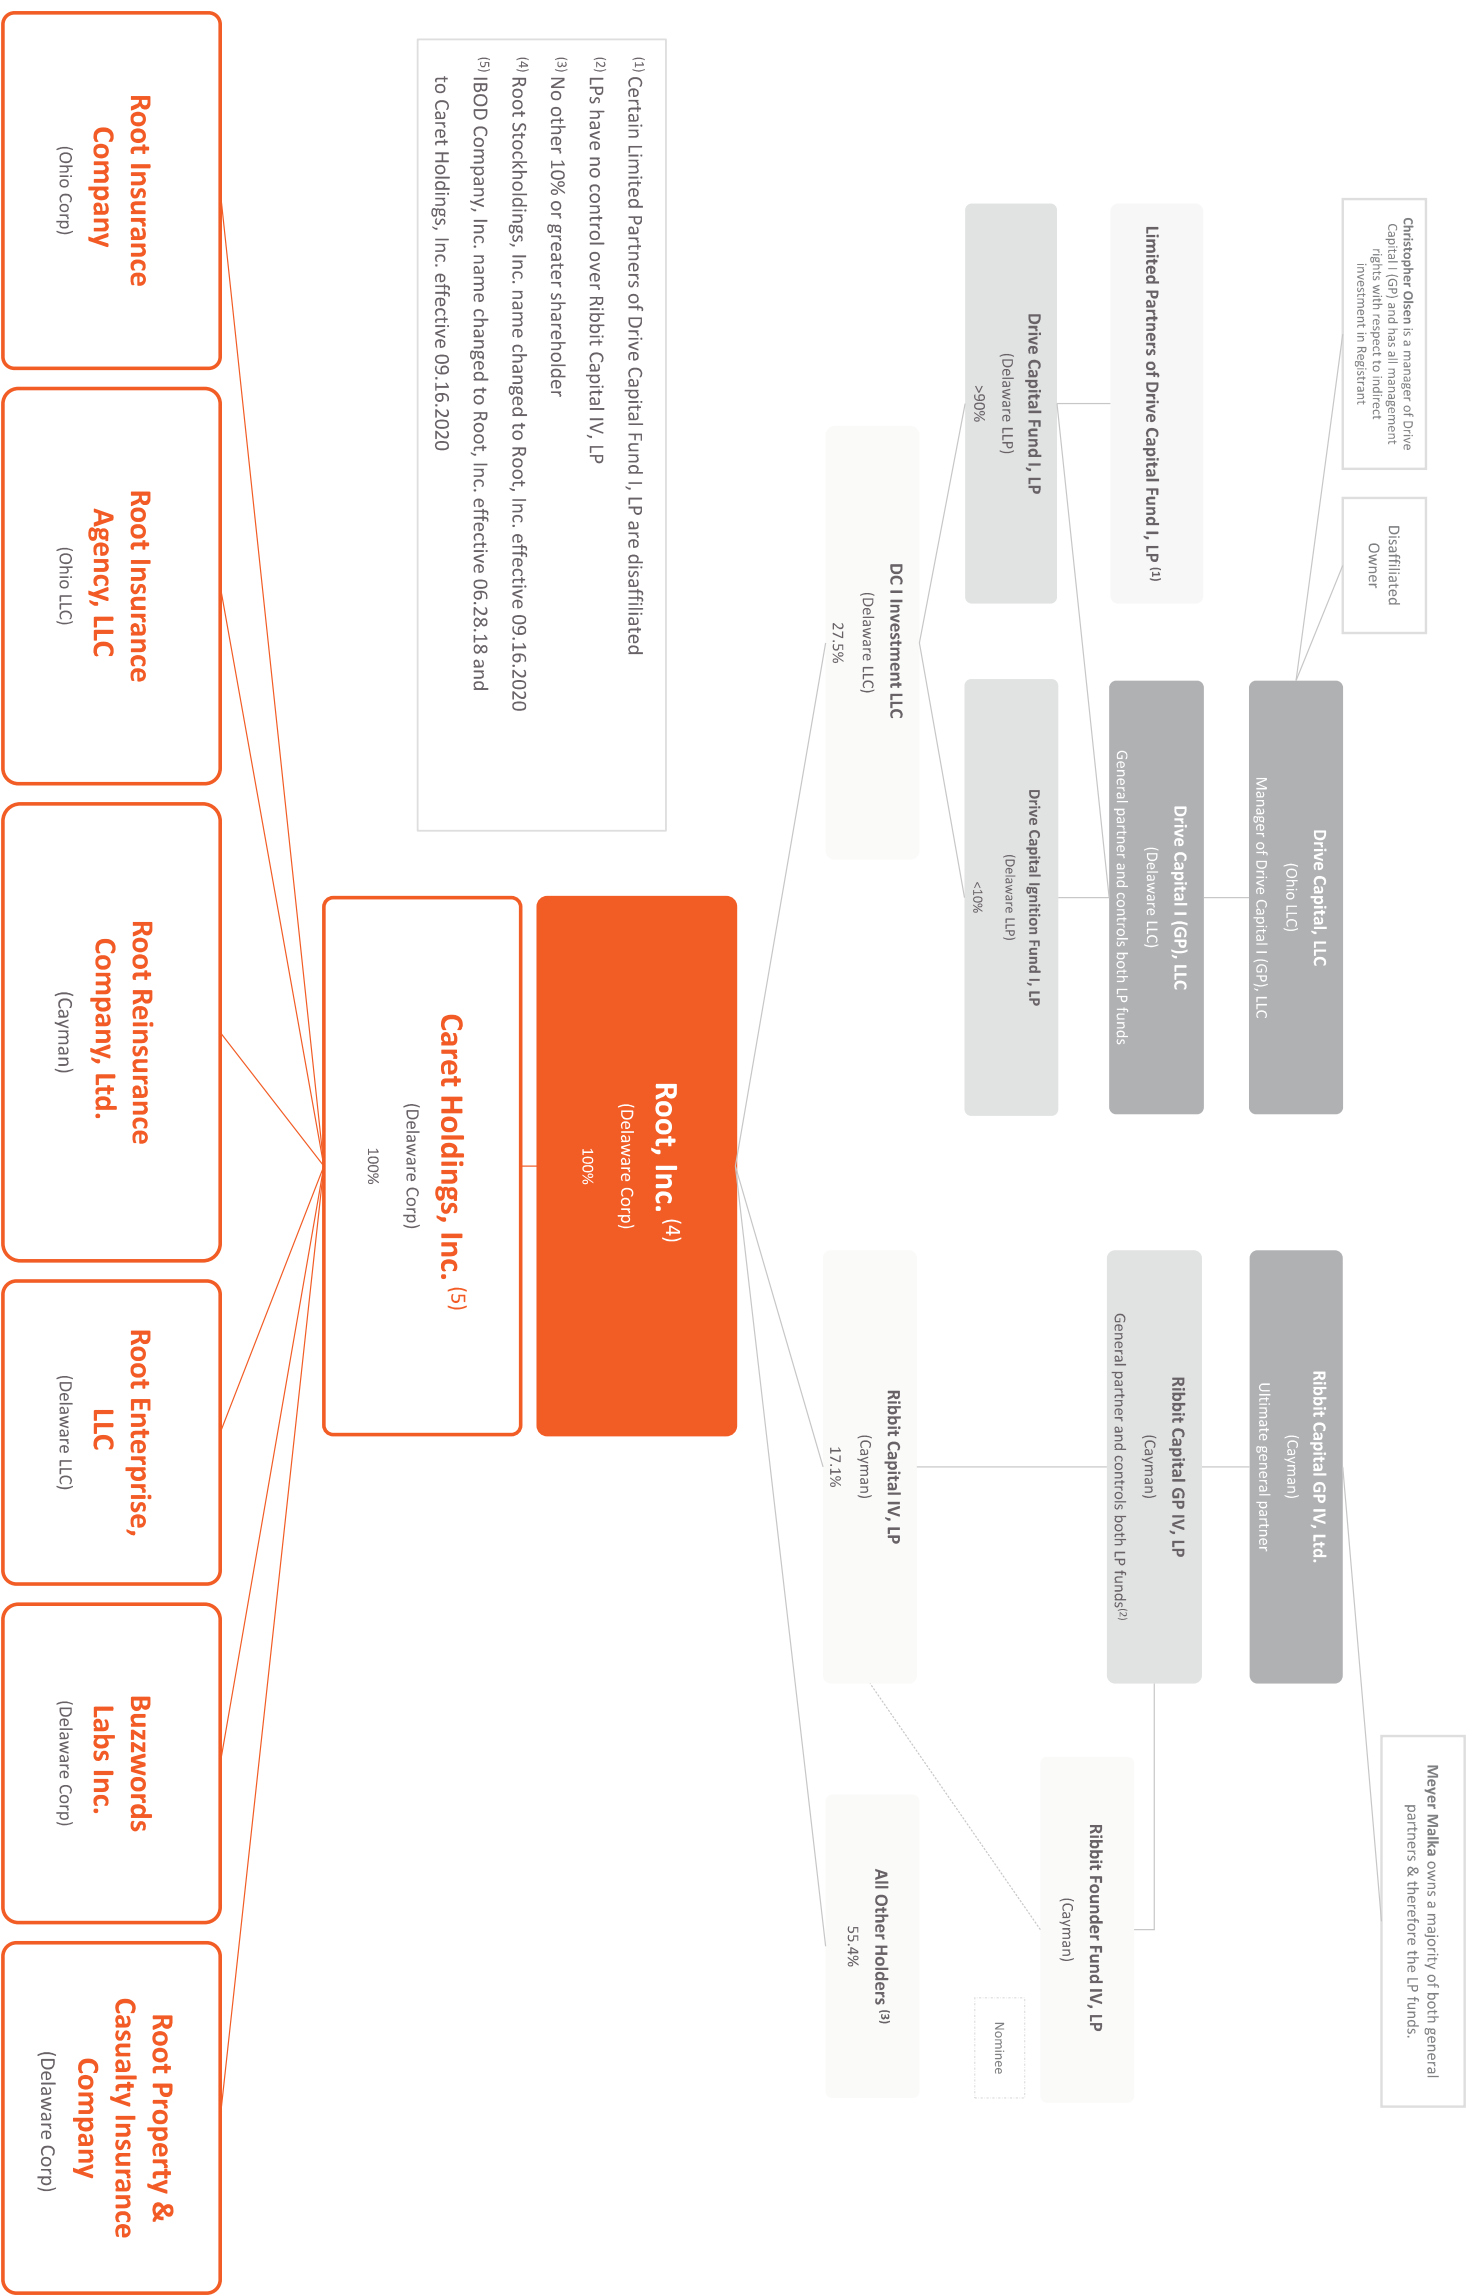 Christopher Olsen is a manager of Drive
Capital I (GP) and has all management
rights with respect to indirect
investment in Registrant
Disaffiliated
Owner
Meyer Malka owns a majority of both general
partners & therefore the LP funds.
Drive Capital, LLC
(Ohio LLC)
Manager of Drive Capital I (GP), LLC
Ribbit Capital GP IV, Ltd.
(Cayman)
Ultimate general partner
Limited Partners of Drive Capital Fund I, LP (1)
Drive Capital I (GP), LLC
(Delaware LLC)
General partner and controls both LP funds
Ribbit Capital GP IV, LP
(Cayman)
General partner and controls both LP funds(2)
Drive Capital Fund I, LP
(Delaware LLP)
>90%
Drive Capital Ignition Fund I, LP
(Delaware LLP)
<10%
Ribbit Founder Fund IV, LP
(Cayman)
Nominee
DC I Investment LLC
(Delaware LLC)
27.5%
Ribbit Capital IV, LP
(Cayman)
17.1%
All Other Holders (3)
55.4%
(1) Certain Limited Partners of Drive Capital Fund I, LP are disaffiliated
(2) LPs have no control over Ribbit Capital IV, LP
(3) No other 10% or greater shareholder
(4) Root Stockholdings, Inc. name changed to Root, Inc. effective 09.16.2020
(5) IBOD Company, Inc. name changed to Root, Inc. effective 06.28.18 and
to Caret Holdings, Inc. effective 09.16.2020
Root, Inc. (4)
(Delaware Corp)
100%
Caret Holdings, Inc. (5)
(Delaware Corp)
100%
Root Insurance
Company
(Ohio Corp)
Root Insurance
Agency, LLC
(Ohio LLC)
Root Reinsurance
Company, Ltd.
(Cayman)
Root Enterprise,
LLC
(Delaware LLC)
Buzzwords
Labs Inc.
(Delaware Corp)
Root Property &
Casualty Insurance
Company
(Delaware Corp)